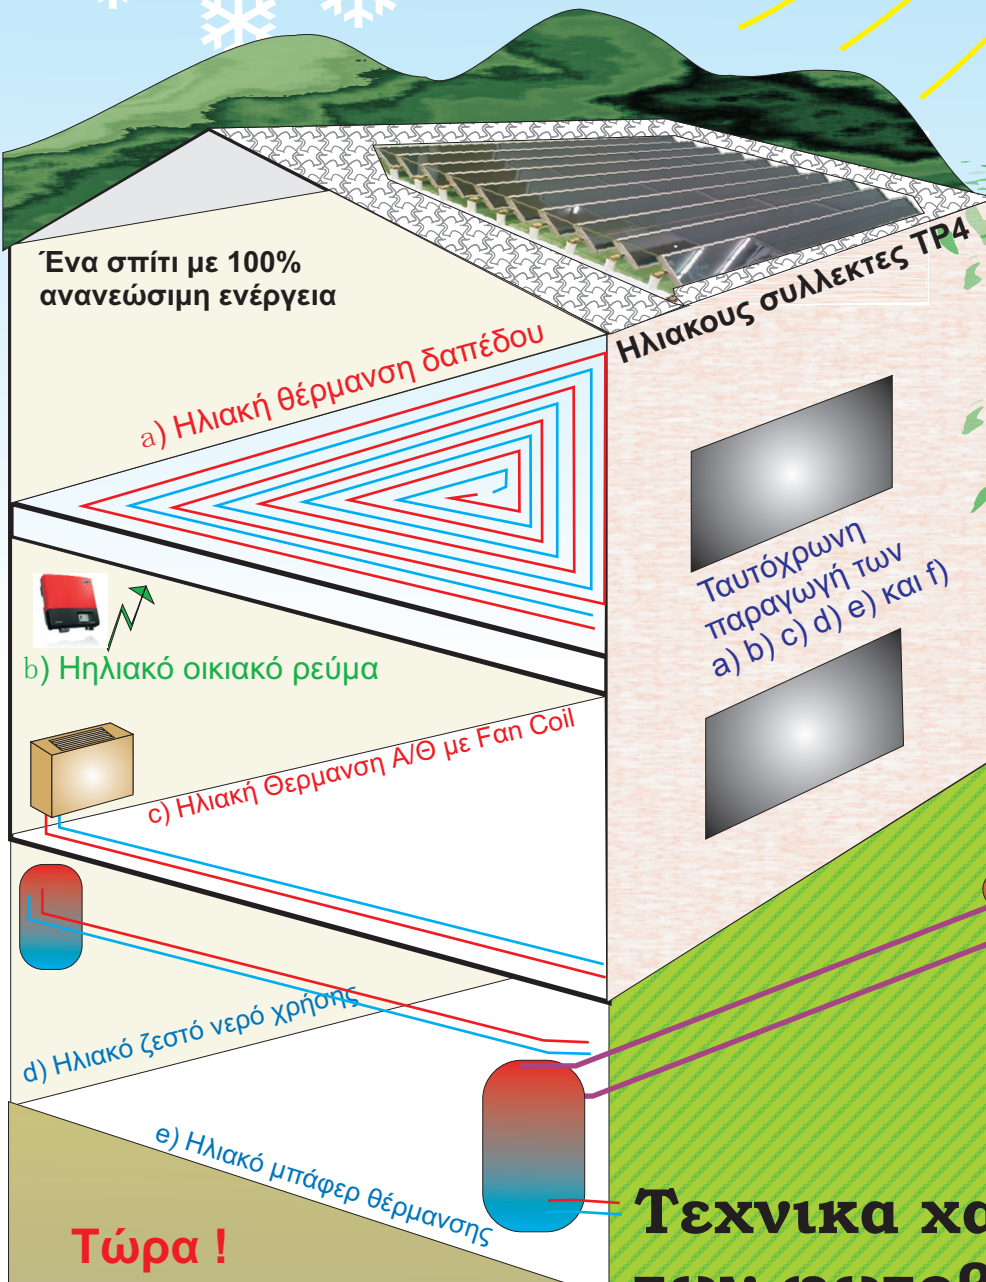 Ένα σπίτι με 100%
ανανεώσιμη ενέργεια
Ηλιακους συλλεκτες TP4
a) Ηλιακή θέρμανση δαπέδου
Ταυτόχρωνη
παραγωγή των
a) b) c) d) e) και f)
b) Ηηλιακό οικιακό ρεύμα
c) Ηλιακή Θερμανση Α/Θ με Fan Coil
d) Ηλιακό ζεστό νερό χρήσης
e) Ηλιακό μπάφερ θέρμανσης
Τώρα !
Τεχνικα χα